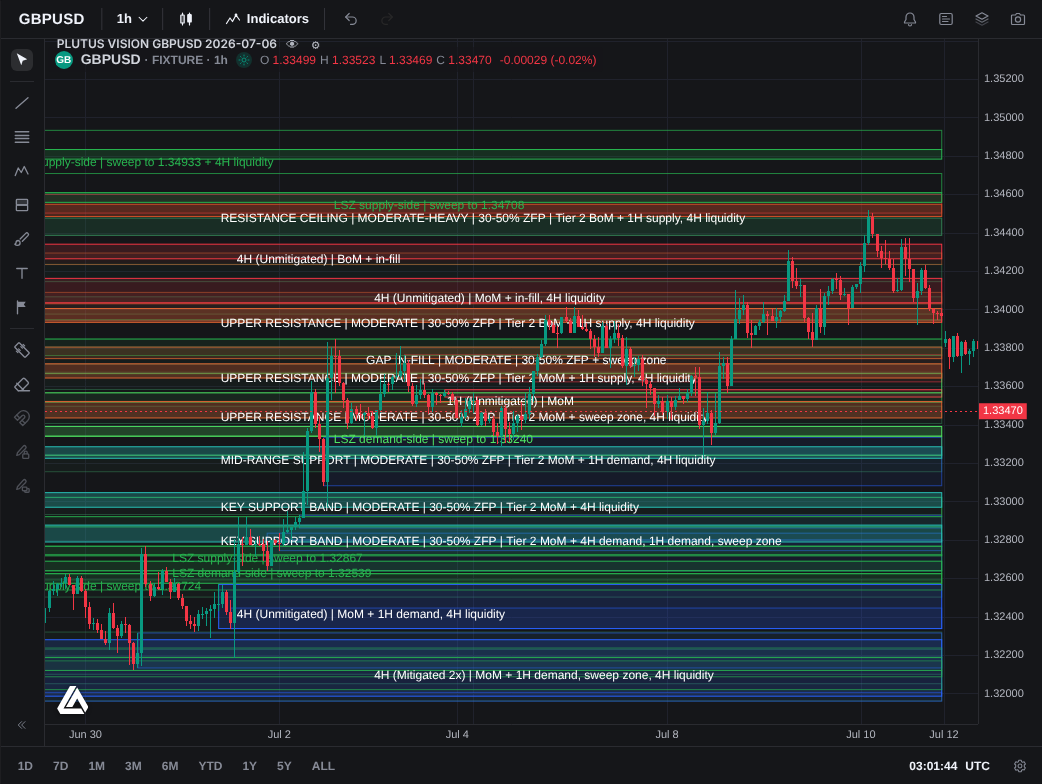 GBPUSD 1h Indicators
PLUTUS VISION GBPUSD 2026-07-06
GB GBPUSD · FIXTURE · 1h O 1.33499 H 1.33523 L 1.33469 C 1.33470 -0.00029 (-0.02%)
1.35200
1.35000
1.34800
upply-side | sweep to 1.34933 + 4H liquidity
1.34600
LSZ supply-side | sweep to 1.34708
RESISTANCE CEILING | MODERATE-HEAVY | 30-50% ZFP | Tier 2 BoM + 1H supply, 4H liquidity
1.34400
4H (Unmitigated) | BoM + in-fill
1.34200
4H (Unmitigated) | MoM + in-fill, 4H liquidity
1.34000
UPPER RESISTANCE | MODERATE | 30-50% ZFP | Tier 2 BoM + 1H supply, 4H liquidity
1.33800
GAP IN-FILL | MODERATE | 30-50% ZFP + sweep zone
UPPER RESISTANCE | MODERATE | 30-50% ZFP | Tier 2 MoM + 1H supply, 4H liquidity
1.33600
1H (Unmitigated) | MoM
1.33470
UPPER RESISTANCE | MODERATE | 30-50% ZFP | Tier 2 MoM + sweep zone, 4H liquidity
1.33400
LSZ demand-side | sweep to 1.33240
MID-RANGE SUPPORT | MODERATE | 30-50% ZFP | Tier 2 MoM + 1H demand, 4H liquidity
1.33200
1.33000
KEY SUPPORT BAND | MODERATE | 30-50% ZFP | Tier 2 MoM + 4H liquidity
1.32800
KEY SUPPORT BAND | MODERATE | 30-50% ZFP | Tier 2 MoM + 4H demand, 1H demand, sweep zone
LSZ supply-side | sweep to 1.32867
LSZ demand-side | sweep to 1.32539
1.32600
upply-side | sweep 724
4H (Unmitigated) | MoM + 1H demand, 4H liquidity
1.32400
1.32200
4H (Mitigated 2x) | MoM + 1H demand, sweep zone, 4H liquidity
1.32000
Jun 30 Jul 2 Jul 4 Jul 8 Jul 10 Jul 12
1D 7D 1M 3M 6M YTD 1Y 5Y ALL 03:01:44 UTC